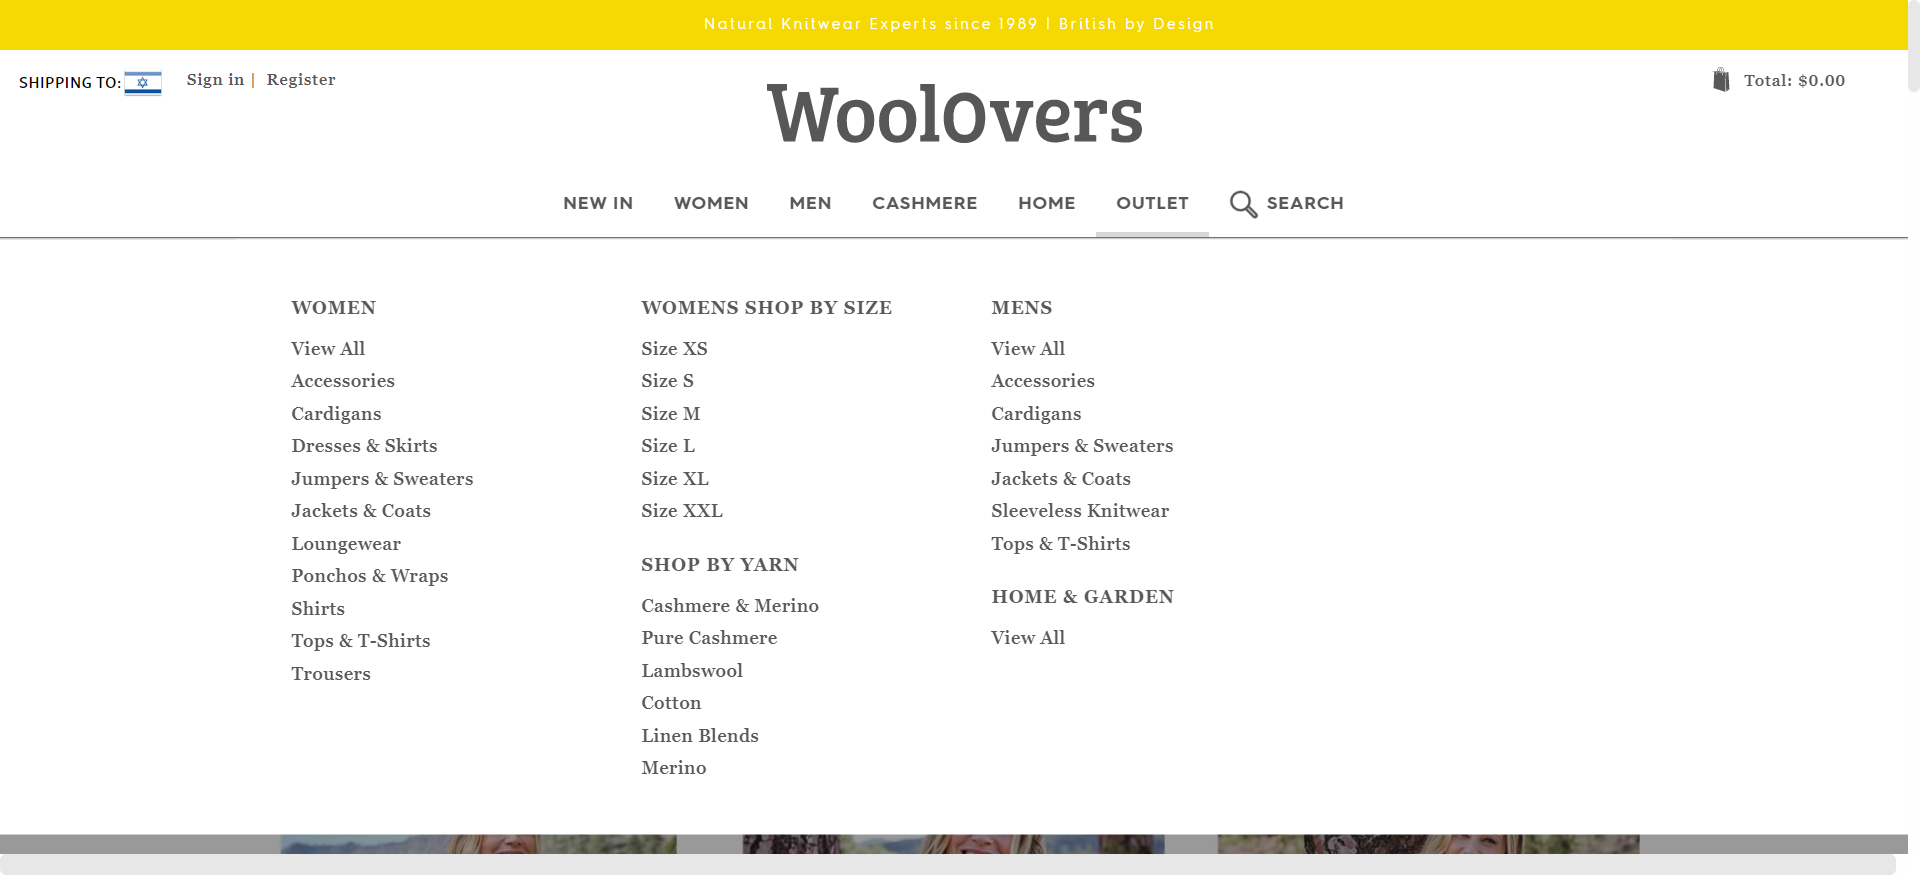 Natural Knitwear Experts since 1989 | British by Design
SHIPPING TO:
Sign in | Register
WoolOvers
Total: $0.00
NEW IN WOMEN MEN CASHMERE HOME OUTLET SEARCH
WOMEN
View All
Accessories
Cardigans
Dresses & Skirts
Jumpers & Sweaters
Jackets & Coats
Loungewear
Ponchos & Wraps
Shirts
Tops & T-Shirts
Trousers
WOMENS SHOP BY SIZE
Size XS
Size S
Size M
Size L
Size XL
Size XXL
SHOP BY YARN
Cashmere & Merino
Pure Cashmere
Lambswool
Cotton
Linen Blends
Merino
MENS
View All
Accessories
Cardigans
Jumpers & Sweaters
Jackets & Coats
Sleeveless Knitwear
Tops & T-Shirts
HOME & GARDEN
View All